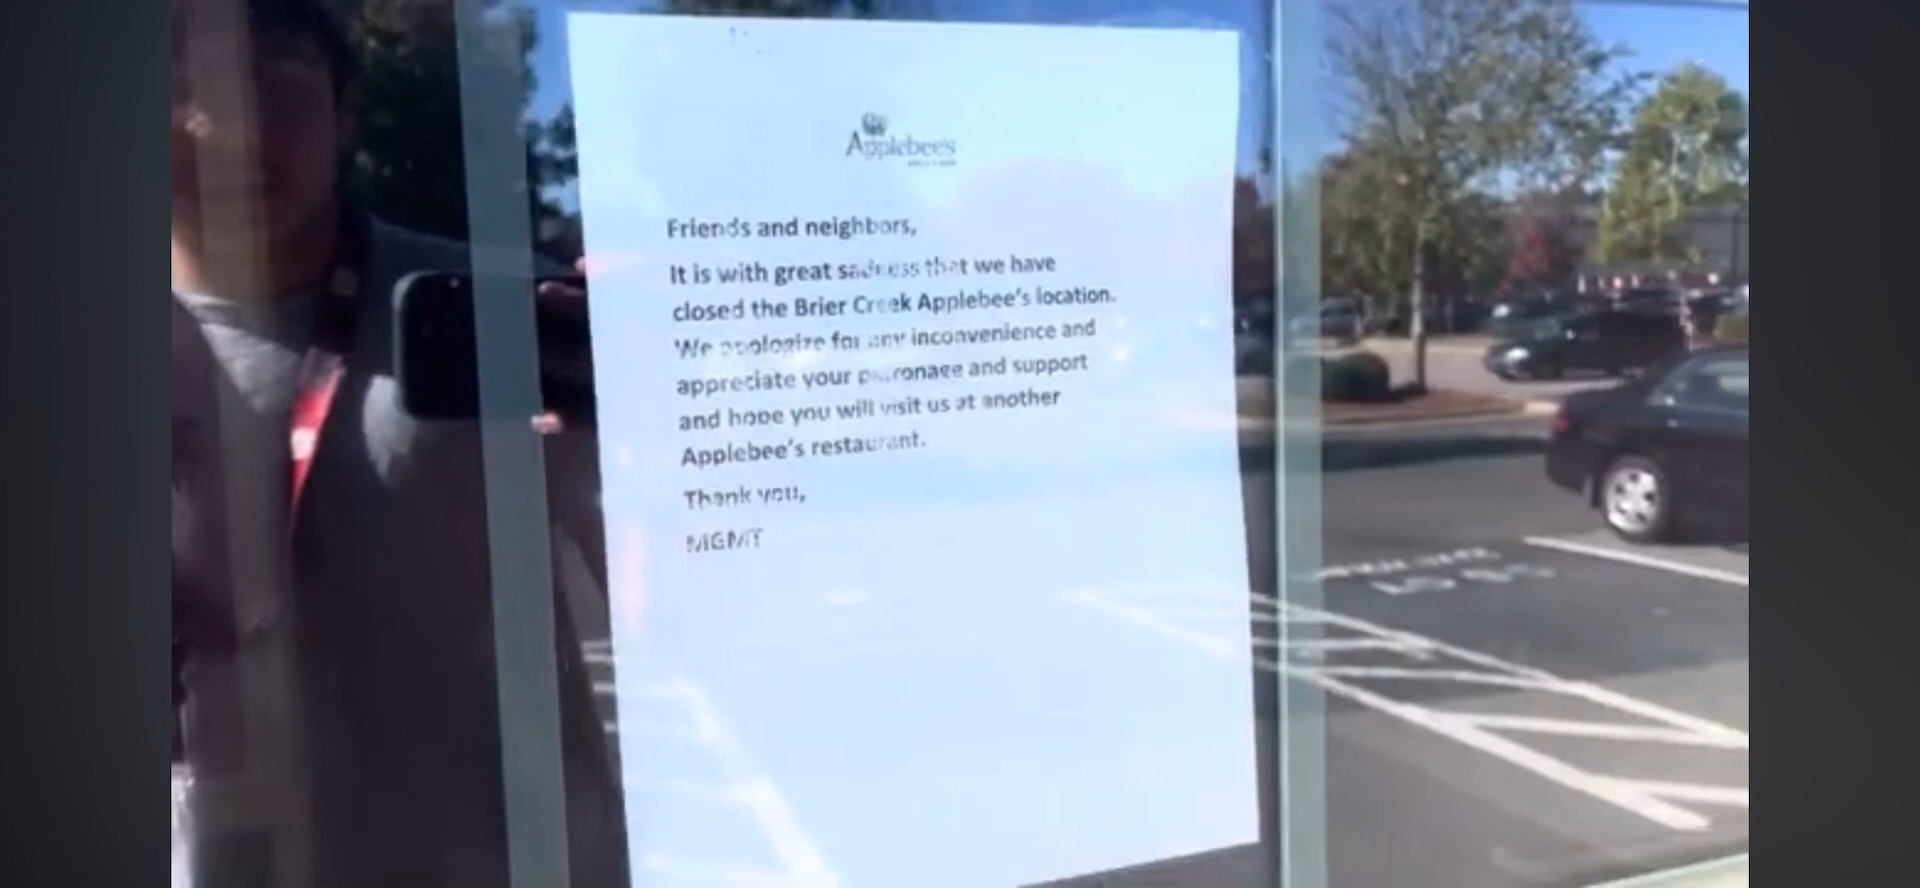 Applebee's
Friends and neighbors,
It is with great sadness that we have
closed the Brier Creek Applebee's location.
We apologize for any inconvenience and
appreciate your patronage and support
and hope you will visit us at another
Applebee's restaurant.
Thank you,
MGMT